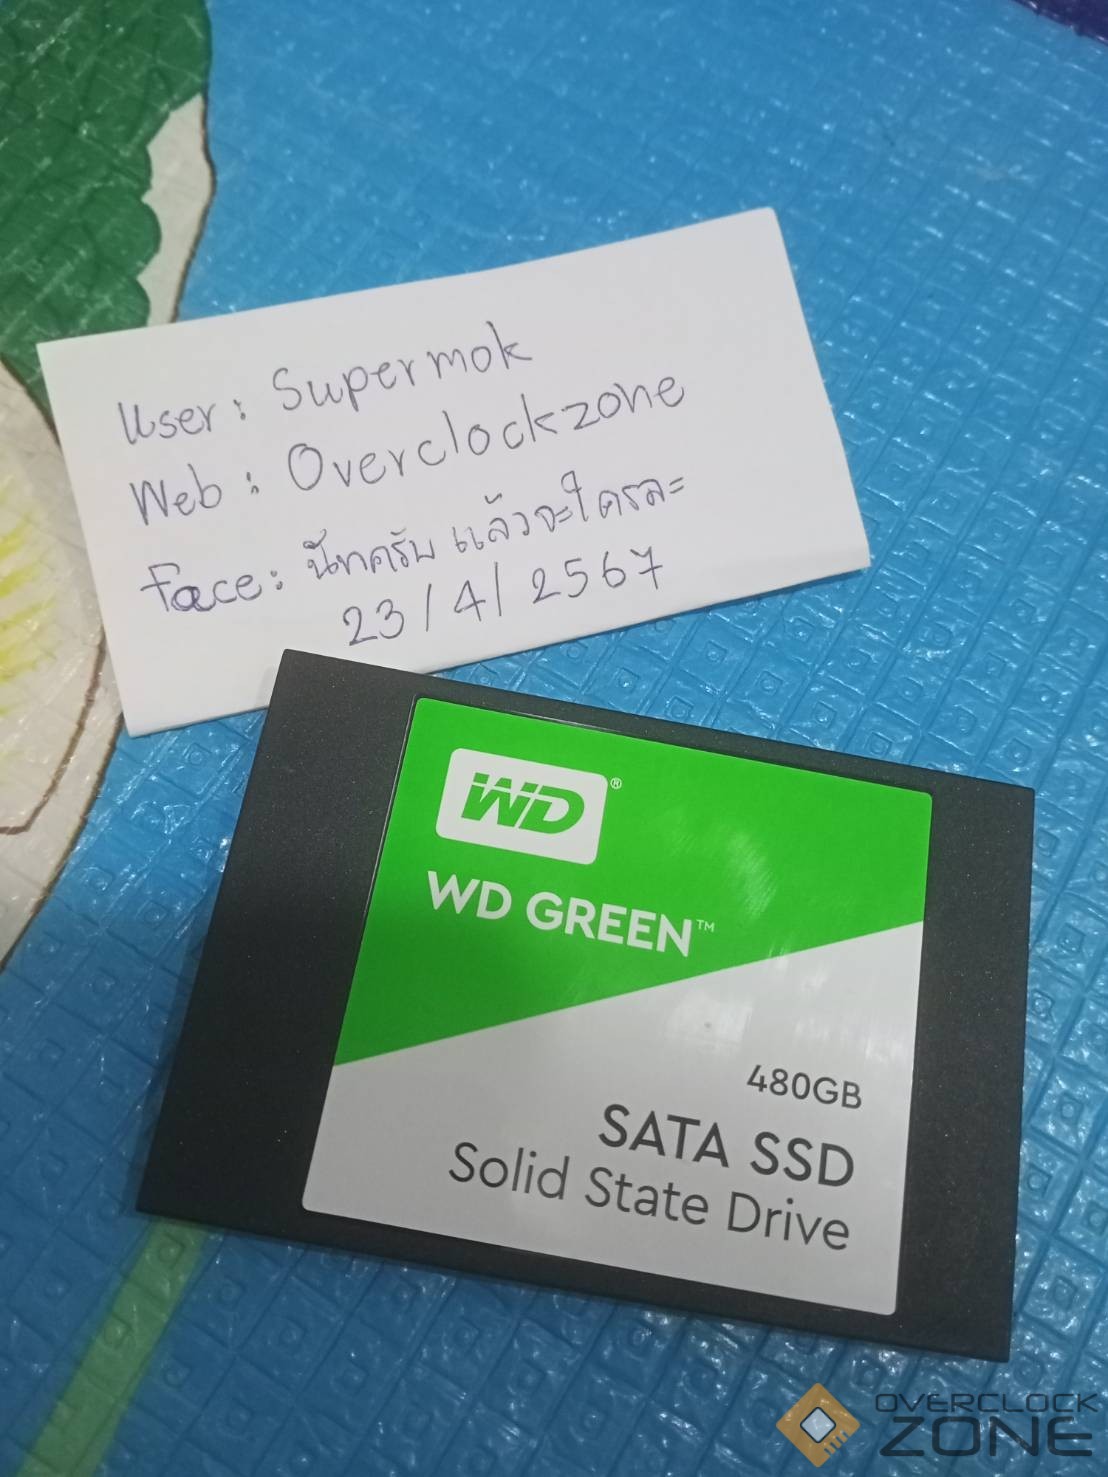 User: Supermok
Web: Overclockzone
Face: นัทครับ แล้วจะใครละ
23/4/2567
WD®
WD GREEN™
480GB
SATA SSD
Solid State Drive
OVERCLOCK
ZONE